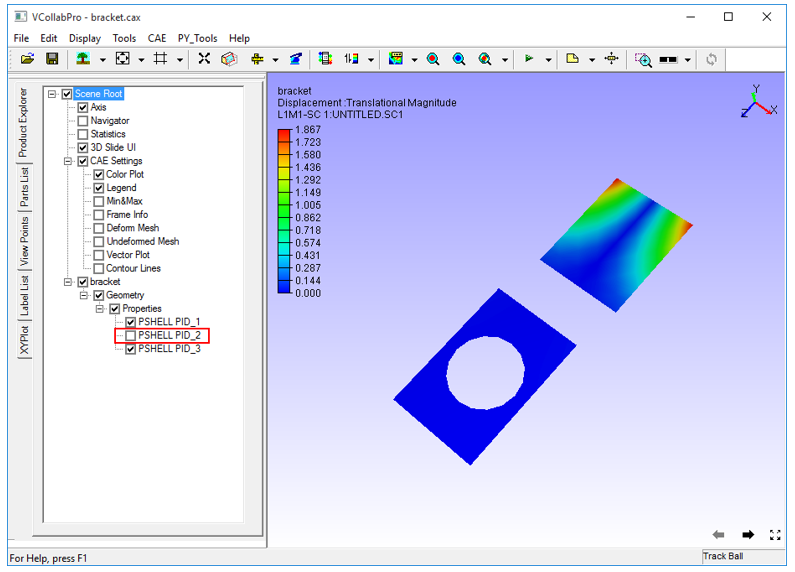 VCollabPro - bracket.cax
File Edit Display Tools CAE PY_Tools Help
Product Explorer
Parts List
View Points
Label List
XYPlot
Scene Root
Axis
Navigator
Statistics
3D Slide UI
CAE Settings
Color Plot
Legend
Min&Max
Frame Info
Deform Mesh
Undeformed Mesh
Vector Plot
Contour Lines
bracket
Geometry
Properties
PSHELL PID_1
PSHELL PID_2
PSHELL PID_3
bracket
Displacement :Translational Magnitude
L1M1-SC 1:UNTITLED.SC1
1.867
1.723
1.580
1.436
1.292
1.149
1.005
0.862
0.718
0.574
0.431
0.287
0.144
0.000
Y
X
Z
For Help, press F1
Track Ball